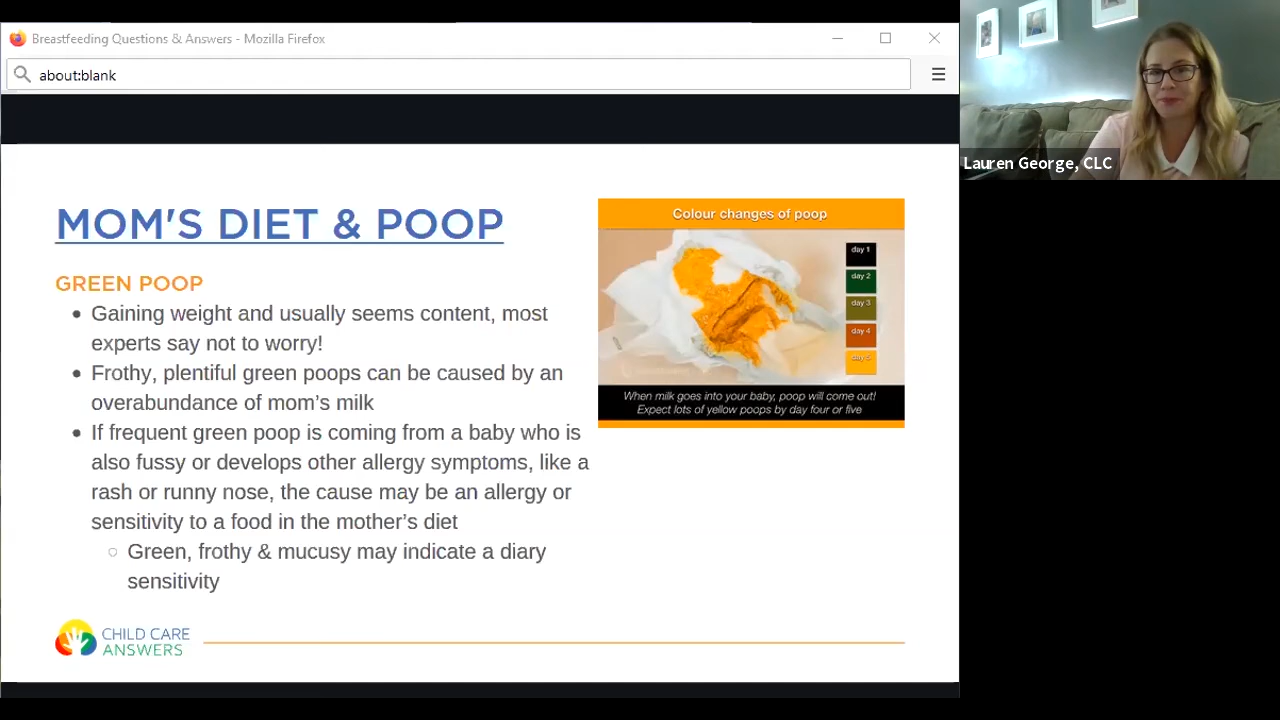 Breastfeeding Questions & Answers - Mozilla Firefox
about:blank
Lauren George, CLC
MOM'S DIET & POOP
GREEN POOP
Gaining weight and usually seems content, most
experts say not to worry!
Frothy, plentiful green poops can be caused by an
overabundance of mom's milk
If frequent green poop is coming from a baby who is
also fussy or develops other allergy symptoms, like a
rash or runny nose, the cause may be an allergy or
sensitivity to a food in the mother's diet
Green, frothy & mucusy may indicate a diary
sensitivity
Colour changes of poop
day 1
day 2
day 3
day 4
day 5
When milk goes into your baby, poop will come out!
Expect lots of yellow poops by day four or five
CHILD CARE
ANSWERS